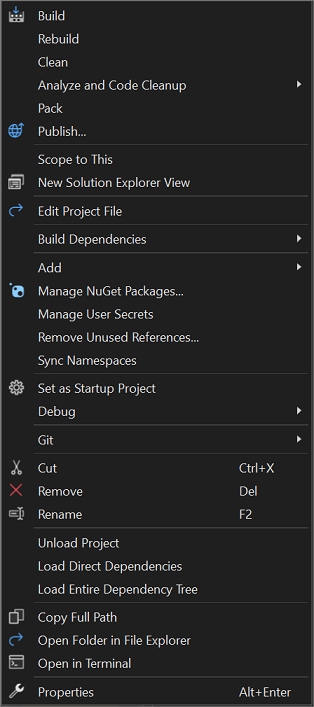 Build
Rebuild
Clean
Analyze and Code Cleanup
Pack
Publish...
Scope to This
New Solution Explorer View
Edit Project File
Build Dependencies
Add
Manage NuGet Packages...
Manage User Secrets
Remove Unused References...
Sync Namespaces
Set as Startup Project
Debug
Git
Cut Ctrl+X
Remove Del
Rename F2
Unload Project
Load Direct Dependencies
Load Entire Dependency Tree
Copy Full Path
Open Folder in File Explorer
Open in Terminal
Properties Alt+Enter